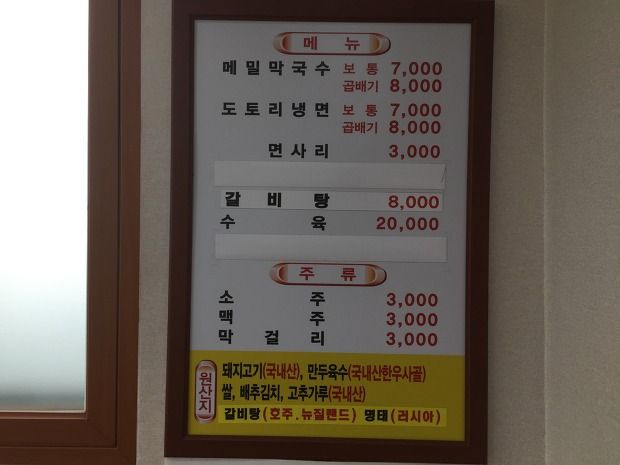 메 뉴
메밀막국수 보통 7,000
곱배기 8,000
도토리냉면 보통 7,000
곱배기 8,000
면사리 3,000
갈비탕 8,000
수육 20,000
주 류
소주 3,000
맥주 3,000
막걸리 3,000
원산지
돼지고기(국내산), 만두육수(국내산한우사골)
쌀, 배추김치, 고추가루(국내산)
갈비탕(호주.뉴질랜드) 명태(러시아)